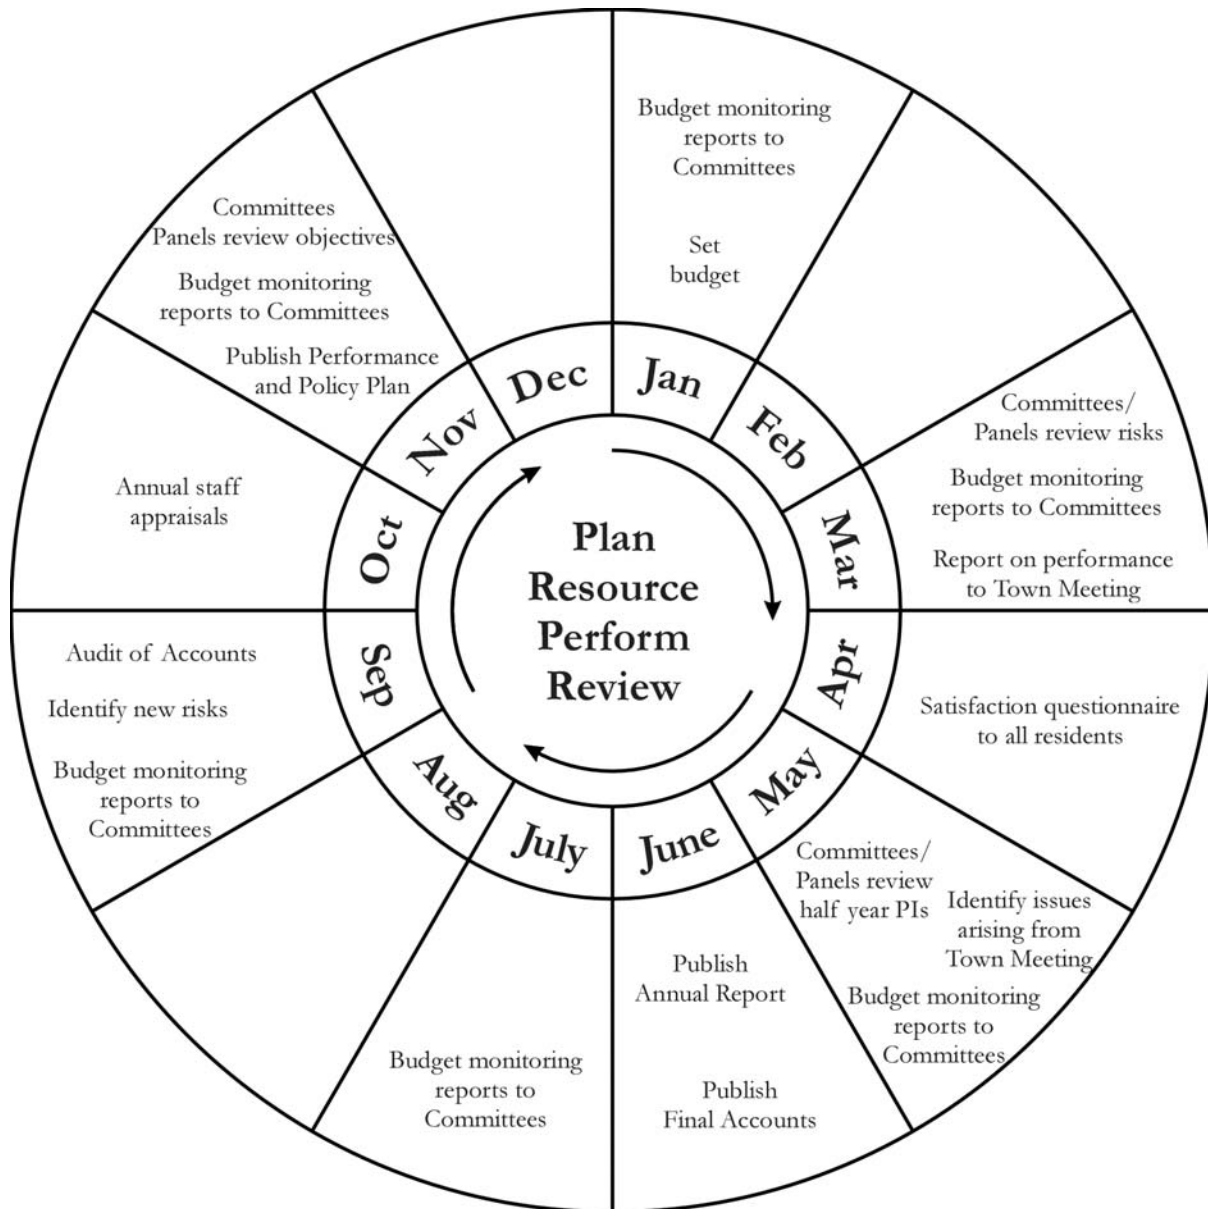 Budget monitoring
reports to
Committees
Set
budget
Committees/
Panels review risks
Budget monitoring
reports to Committees
Report on performance
to Town Meeting
Satisfaction questionnaire
to all residents
Committees/
Panels review
half year PIs
Identify issues
arising from
Town Meeting
Budget monitoring
reports to
Committees
Publish
Annual Report
Publish
Final Accounts
Budget monitoring
reports to
Committees
Audit of Accounts
Identify new risks
Budget monitoring
reports to
Committees
Annual staff
appraisals
Committees
Panels review objectives
Budget monitoring
reports to Committees
Publish Performance
and Policy Plan
Jan
Feb
Mar
Apr
May
June
July
Aug
Sep
Oct
Nov
Dec
Plan
Resource
Perform
Review